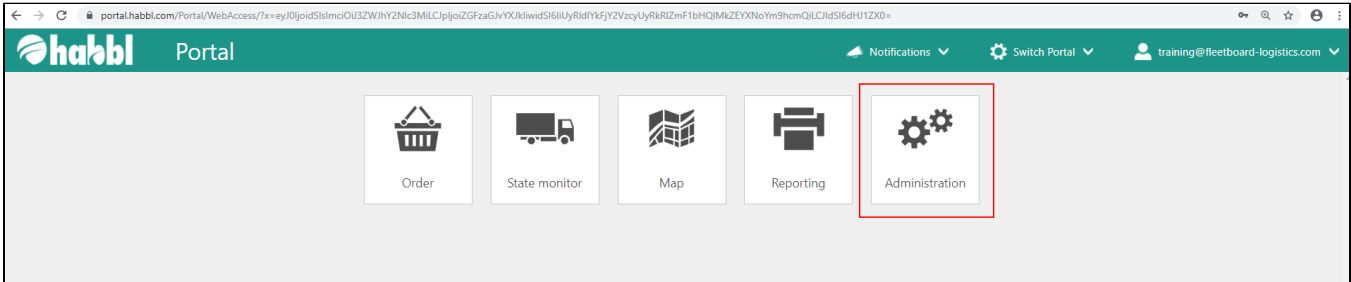 portal.habbl.com/Portal/WebAccess/?x=eyJ0IjoidSIsImciOiJ3ZWJhY2Nlc3MiLCJpIjoiZGFzaGJvYXJkIiwidSI6IiUyRldIYkFjY2VzcyUyRkRlZmF1bHQlMkZEYXNoYm9hcmQiLCJldSI6dHJ1ZX0=
habbl Portal Notifications Switch Portal training@fleetboard-logistics.com
Order State monitor Map Reporting Administration